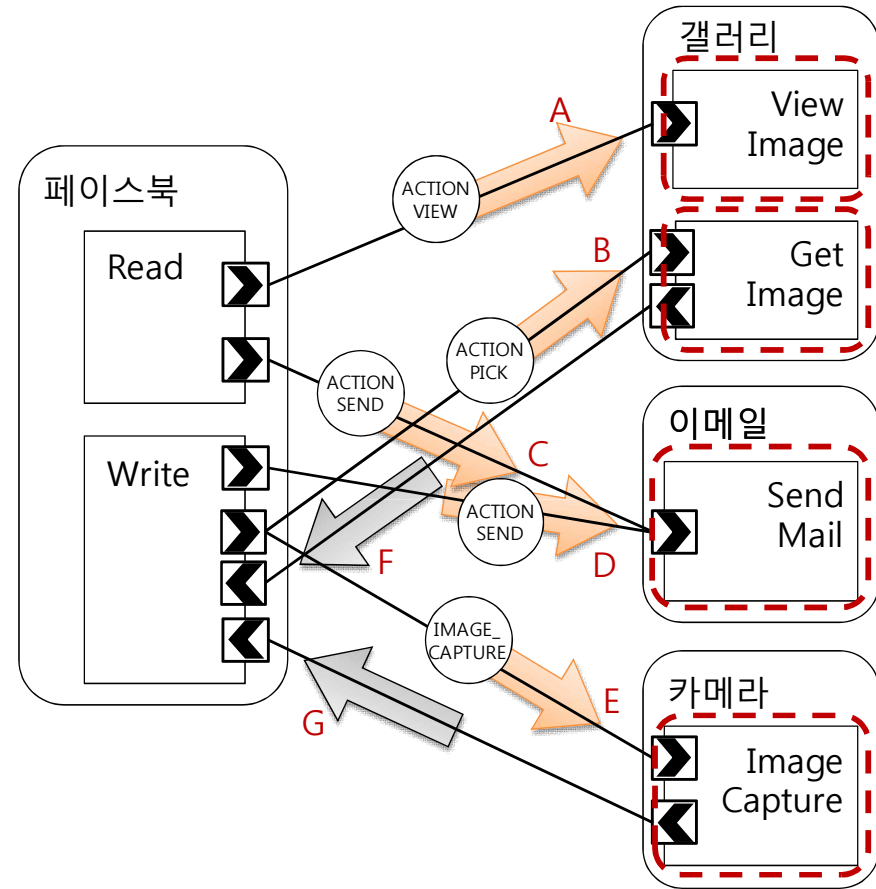 갤러리
View
Image
A
페이스북
ACTION
VIEW
Read
B
Get
Image
ACTION
PICK
ACTION
SEND
이메일
C
Write
Send
Mail
ACTION
SEND
F
D
IMAGE_
CAPTURE
카메라
E
G
Image
Capture